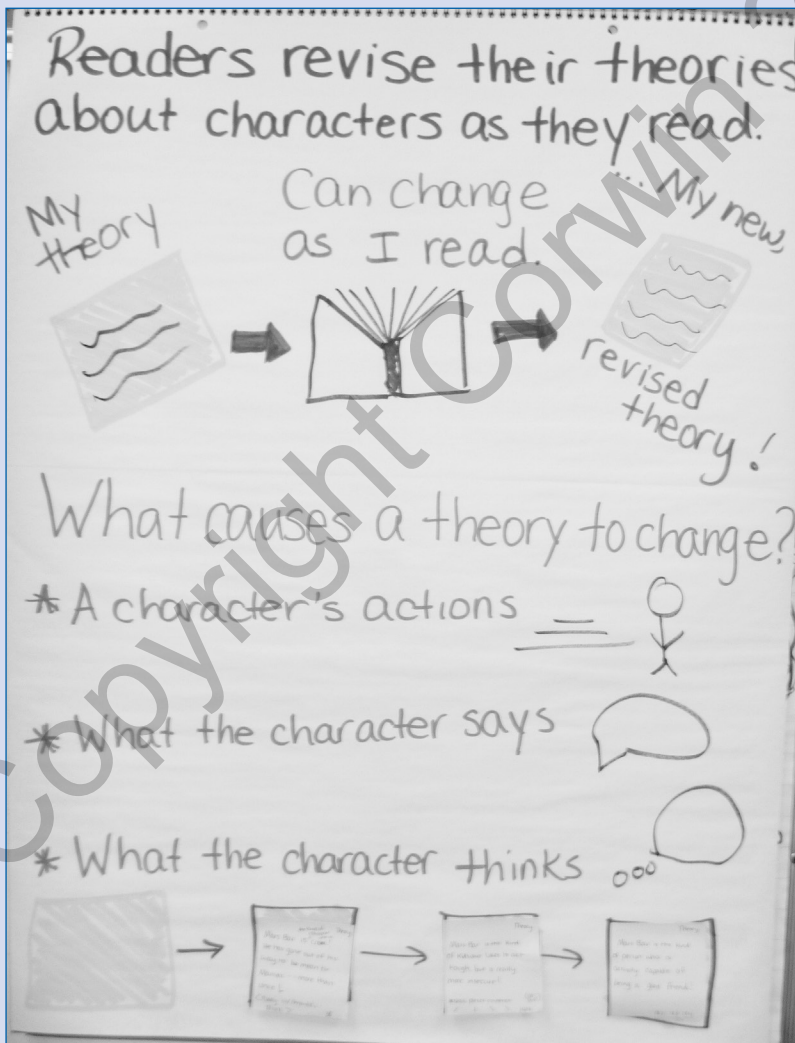 Readers revise their theories
about characters as they read.
My
theory
Can change
as I read.
... My new,
revised
theory!
What causes a theory to change?
* A character's actions
* What the character says
* What the character thinks
Copyright Corwin